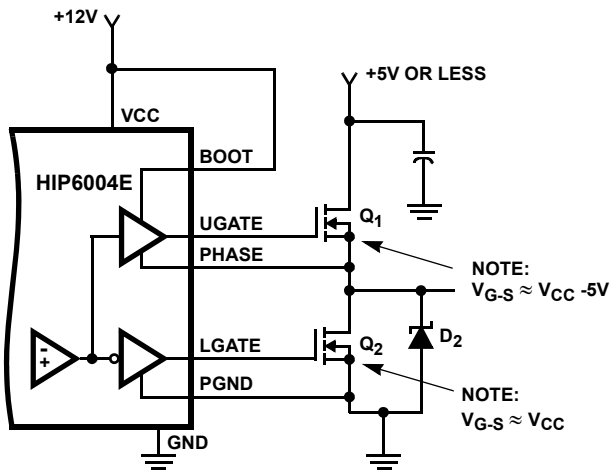 +12V
+5V OR LESS
VCC
BOOT
HIP6004E
UGATE
Q1
PHASE
NOTE:
VG-S ≈ VCC -5V
- +
LGATE
Q2
D2
PGND
NOTE:
VG-S ≈ VCC
GND